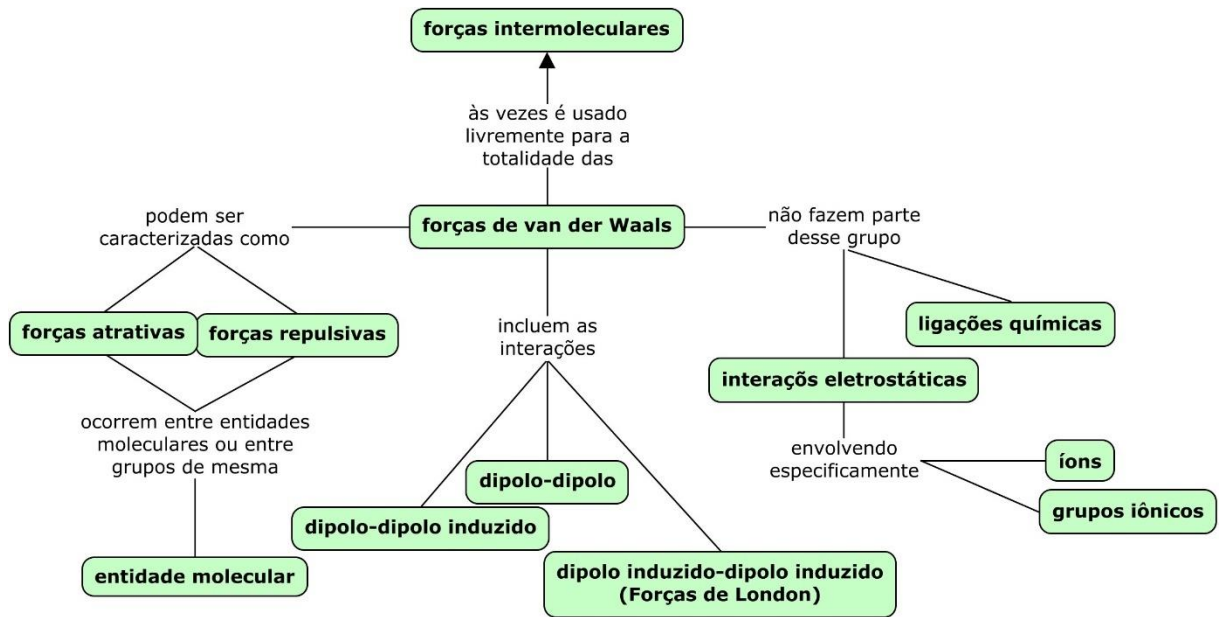 forças intermoleculares
às vezes é usado
livremente para a
totalidade das
forças de van der Waals
podem ser
caracterizadas como
forças atrativas
forças repulsivas
ocorrem entre entidades
moleculares ou entre
grupos de mesma
entidade molecular
incluem as
interações
dipolo-dipolo
dipolo-dipolo induzido
dipolo induzido-dipolo induzido
(Forças de London)
não fazem parte
desse grupo
ligações químicas
interaçõs eletrostáticas
envolvendo
especificamente
íons
grupos iônicos